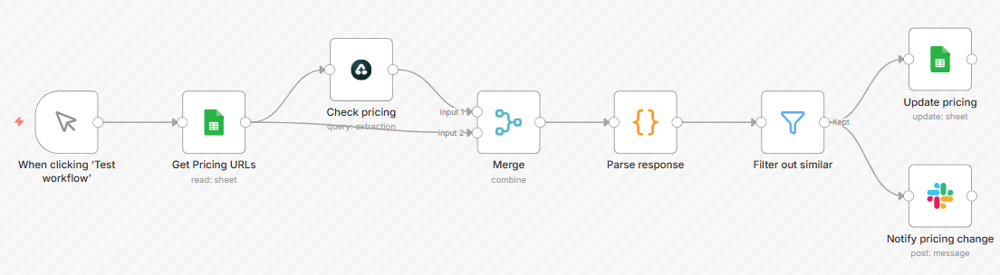 When clicking ‘Test
workflow’
Get Pricing URLs
read: sheet
Check pricing
query: extraction
Input 1
Input 2
Merge
combine
Parse response
Filter out similar
Kept
Update pricing
update: sheet
Notify pricing change
post: message